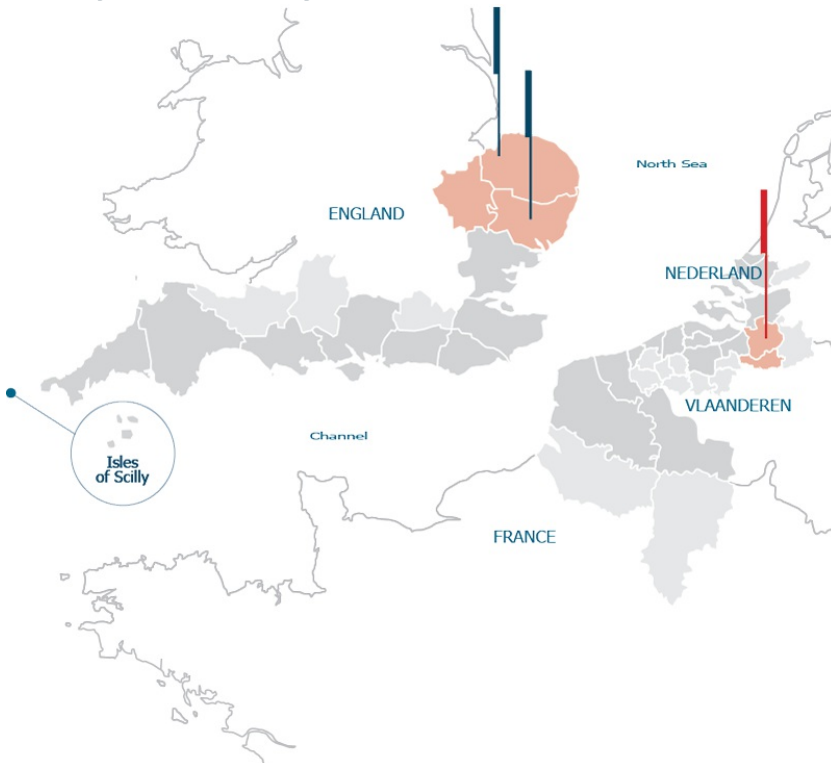 North Sea
ENGLAND
NEDERLAND
VLAANDEREN
Channel
Isles
of Scilly
FRANCE